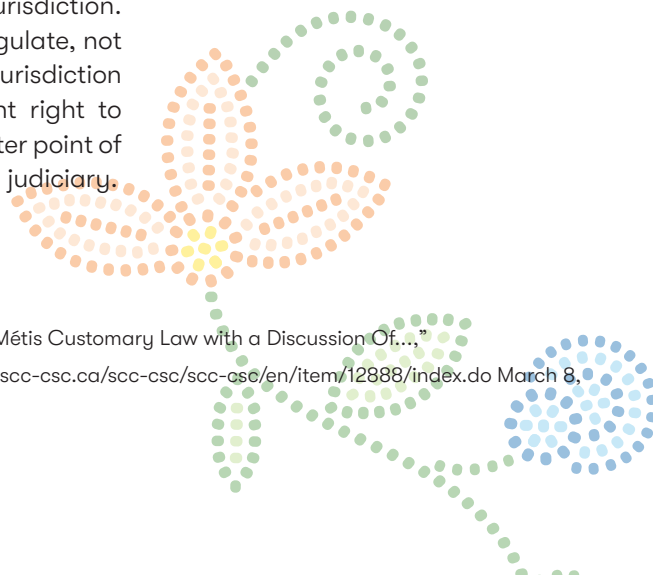 urisdiction.
gulate, not
urisdiction
nt right to
ter point of
judiciary.
Métis Customary Law with a Discussion Of...,”
scc-csc.ca/scc-csc/scc-csc/en/item/12888/index.do March 8,